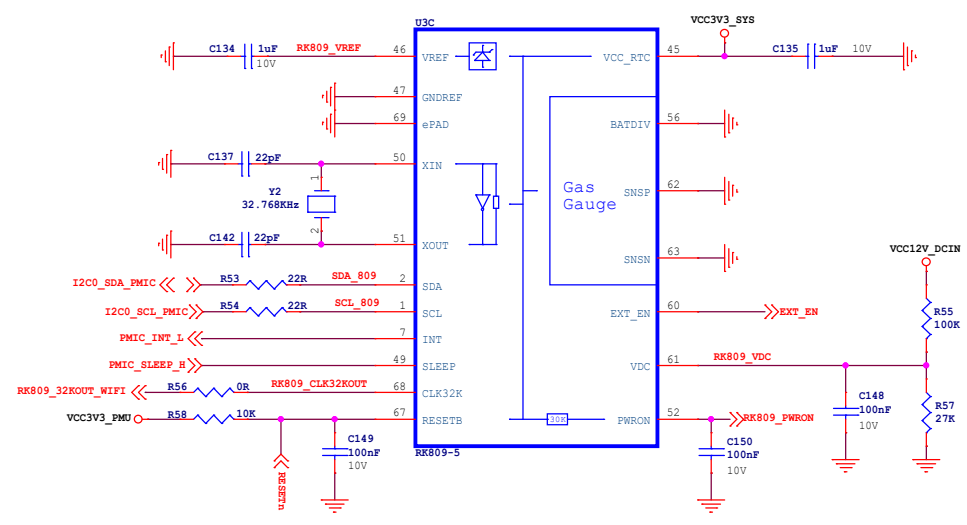 U3C
VCC3V3_SYS
C134
1uF
10V
RK809_VREF
46
VREF
VCC_RTC
45
C135
1uF
10V
47
GNDREF
69
ePAD
BATDIV
56
C137
22pF
50
XIN
1
Y2
32.768KHz
2
Gas
Gauge
SNSP
62
C142
22pF
51
XOUT
SNSN
63
VCC12V_DCIN
I2C0_SDA_PMIC
R53
22R
SDA_809
2
SDA
I2C0_SCL_PMIC
R54
22R
SCL_809
1
SCL
EXT_EN
60
EXT_EN
R55
100K
PMIC_INT_L
7
INT
PMIC_SLEEP_H
49
SLEEP
VDC
61
RK809_VDC
RK809_32KOUT_WIFI
R56
0R
RK809_CLK32KOUT
68
CLK32K
VCC3V3_PMU
R58
10K
67
RESETB
30K
PWRON
52
RK809_PWRON
C148
100nF
10V
R57
27K
C149
100nF
10V
RK809-5
C150
100nF
10V
RESETn